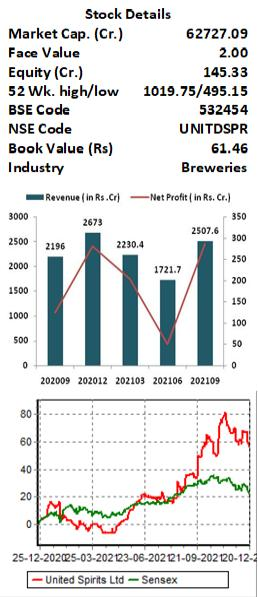 Stock Details
Market Cap. (Cr.) 62727.09
Face Value 2.00
Equity (Cr.) 145.33
52 Wk. high/low 1019.75/495.15
BSE Code 532454
NSE Code UNITDSPR
Book Value (Rs) 61.46
Industry Breweries
Revenue ( in Rs .Cr) Net Profit ( in Rs. Cr.)
3000 350
2500 300
2000 250
1500 200
1000 150
500 100
0 50
0
2196 2673 2230.4 1721.7 2507.6
202009 202012 202103 202106 202109
80
60
40
20
0
25-12-2020 25-03-2021 23-06-2021 21-09-2021 20-12-2
United Spirits Ltd Sensex